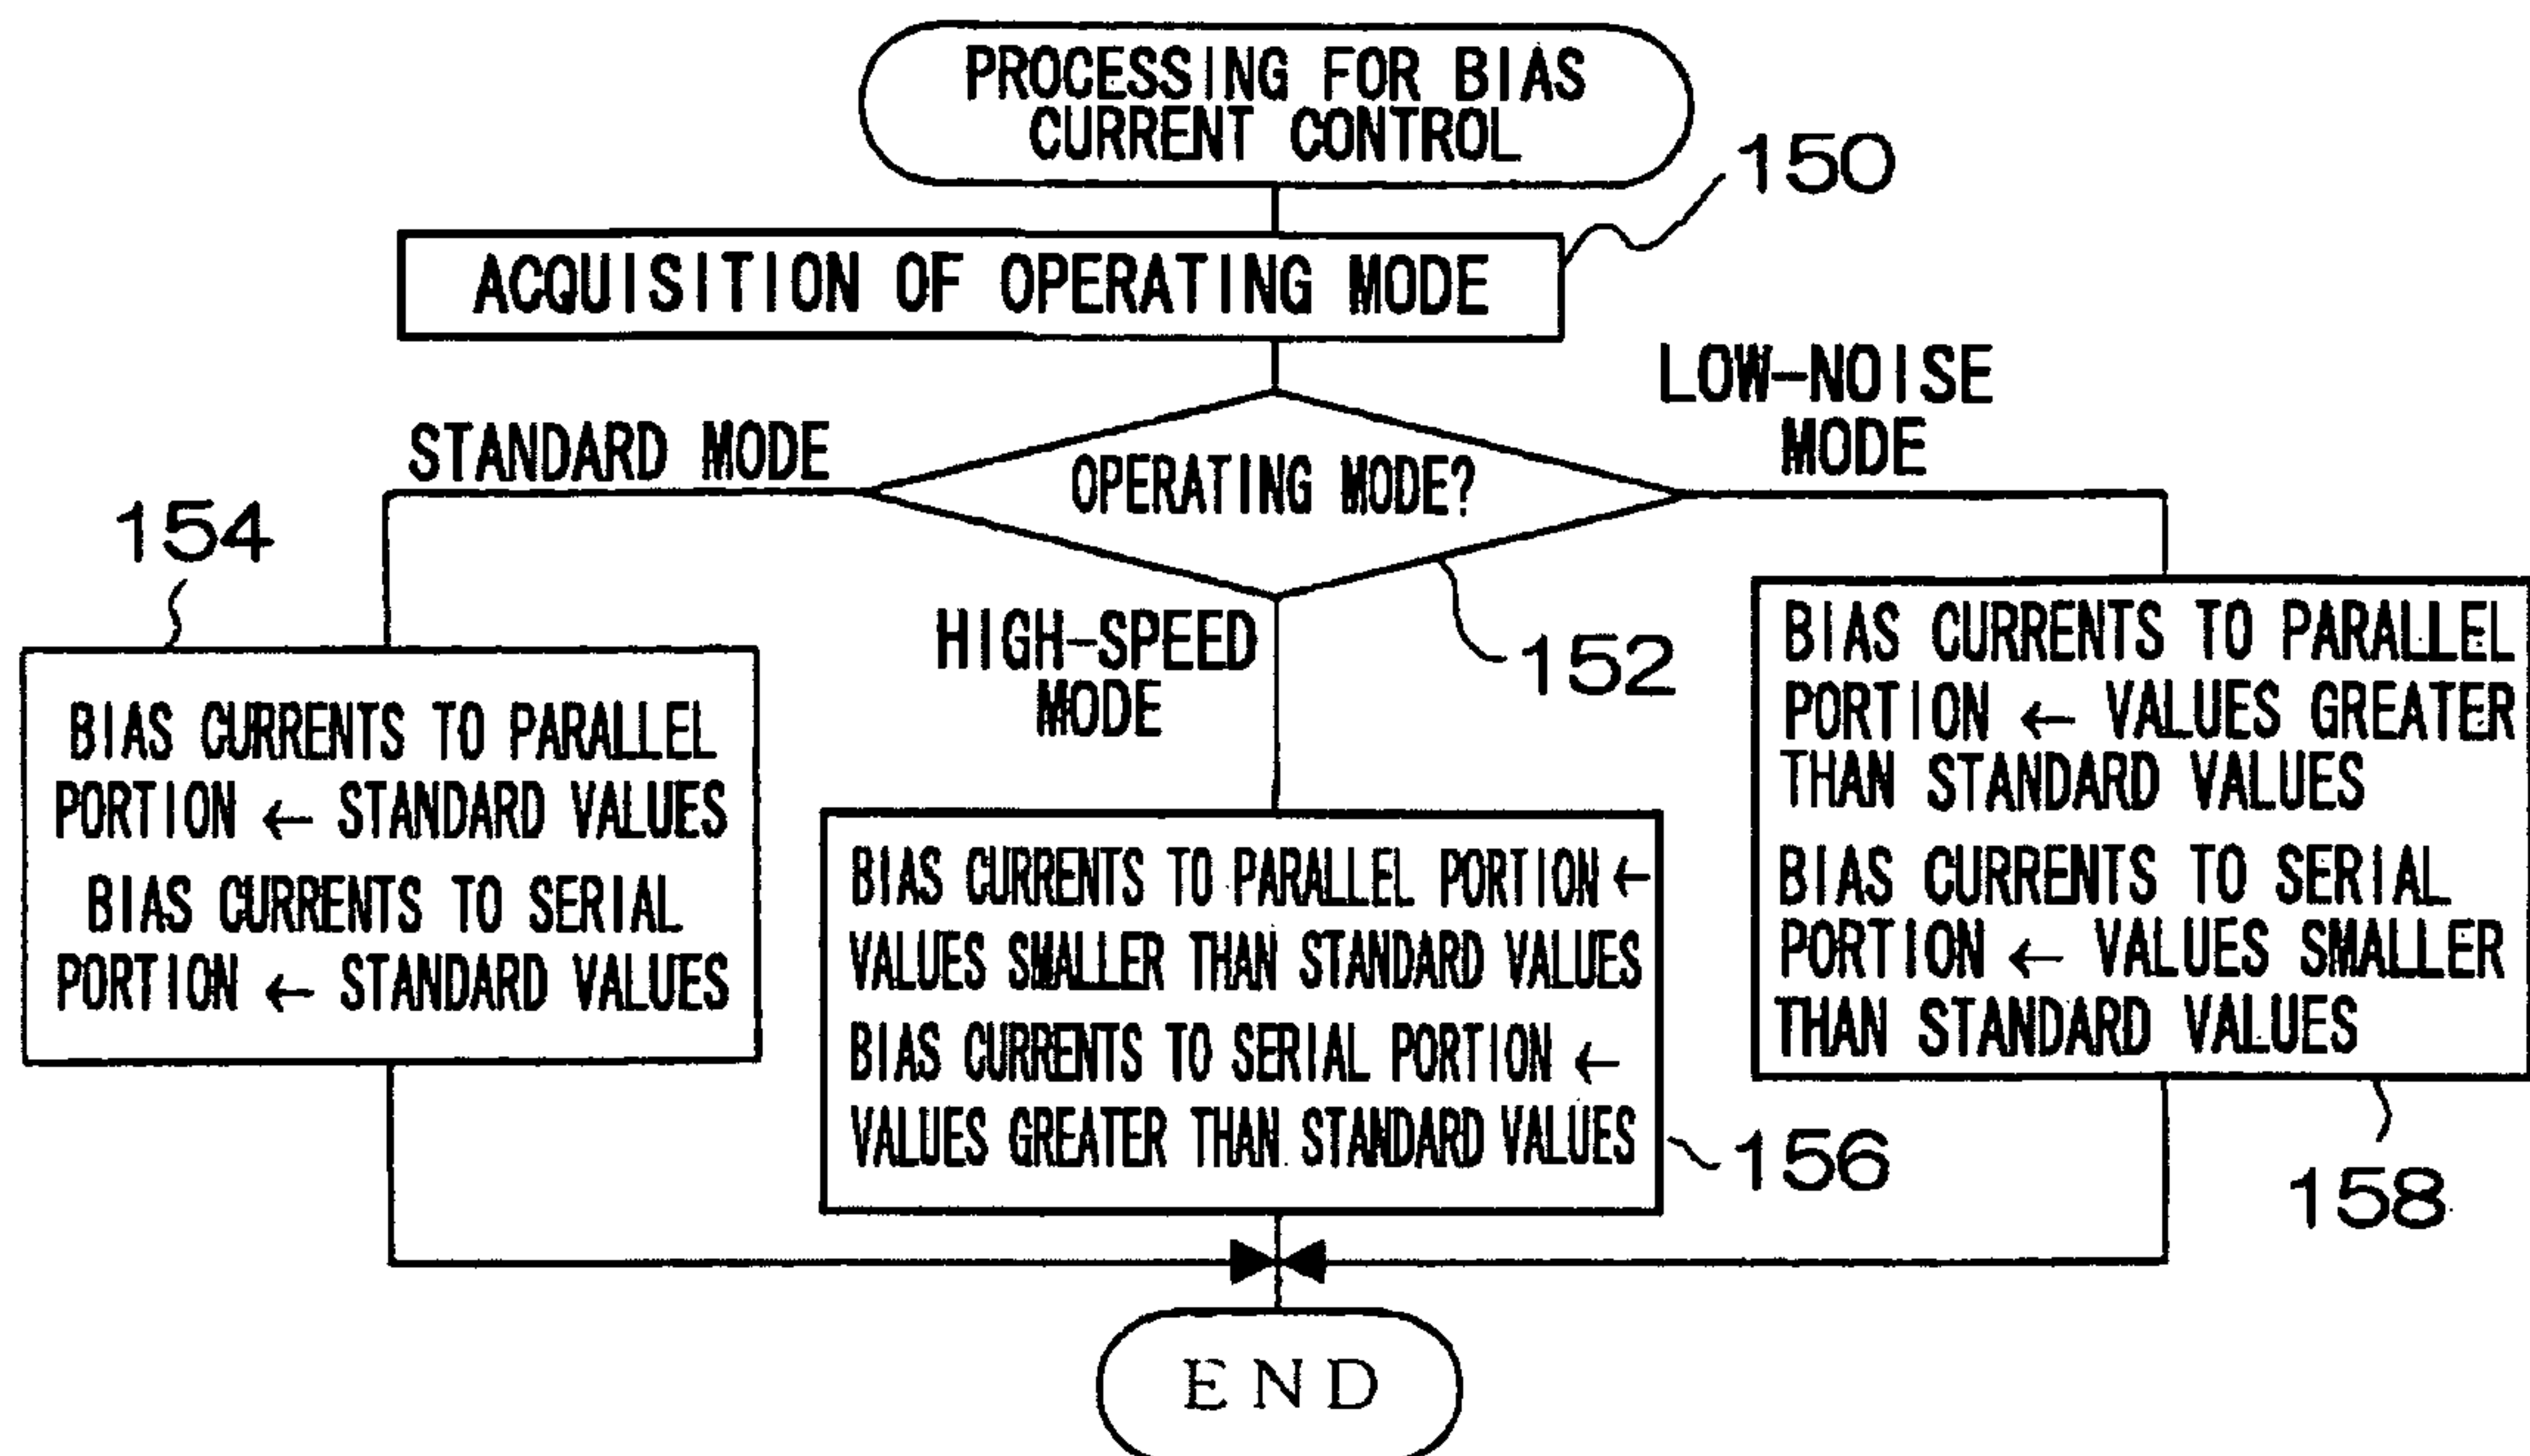 PROCESSING FOR BIAS
CURRENT CONTROL
150
ACQUISITION OF OPERATING MODE
LOW-NOISE
MODE
STANDARD MODE
OPERATING MODE?
154
HIGH-SPEED
MODE
152
BIAS CURRENTS TO PARALLEL
PORTION ← STANDARD VALUES
BIAS CURRENTS TO SERIAL
PORTION ← STANDARD VALUES
BIAS CURRENTS TO PARALLEL PORTION ←
VALUES SMALLER THAN STANDARD VALUES
BIAS CURRENTS TO SERIAL PORTION ←
VALUES GREATER THAN STANDARD VALUES
156
BIAS CURRENTS TO PARALLEL
PORTION ← VALUES GREATER
THAN STANDARD VALUES
BIAS CURRENTS TO SERIAL
PORTION ← VALUES SMALLER
THAN STANDARD VALUES
158
END